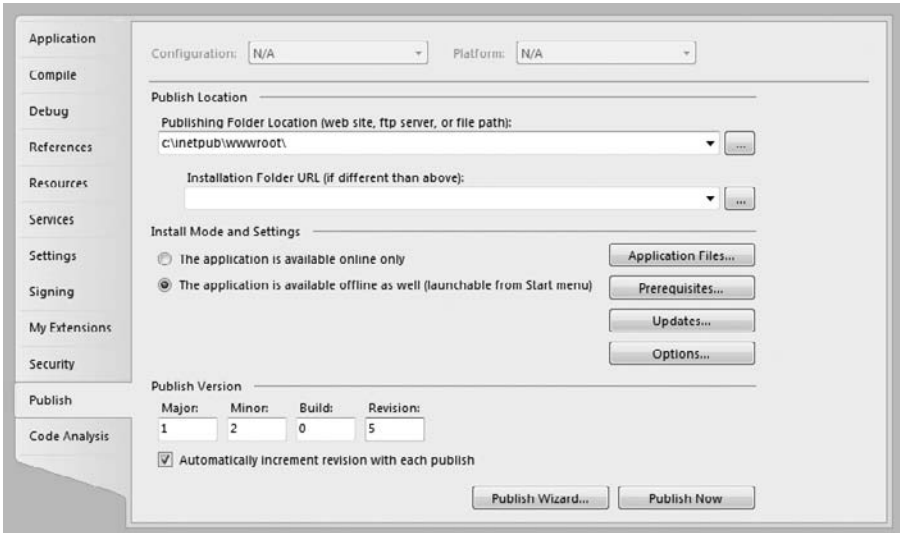 Application
Compile
Debug
References
Resources
Services
Settings
Signing
My Extensions
Security
Publish
Code Analysis
Configuration: N/A Platform: N/A
Publish Location
Publishing Folder Location (web site, ftp server, or file path):
c:\inetpub\wwwroot\ ...
Installation Folder URL (if different than above):
...
Install Mode and Settings
The application is available online only
The application is available offline as well (launchable from Start menu)
Application Files...
Prerequisites...
Updates...
Options...
Publish Version
Major: Minor: Build: Revision:
1 2 0 5
Automatically increment revision with each publish
Publish Wizard... Publish Now